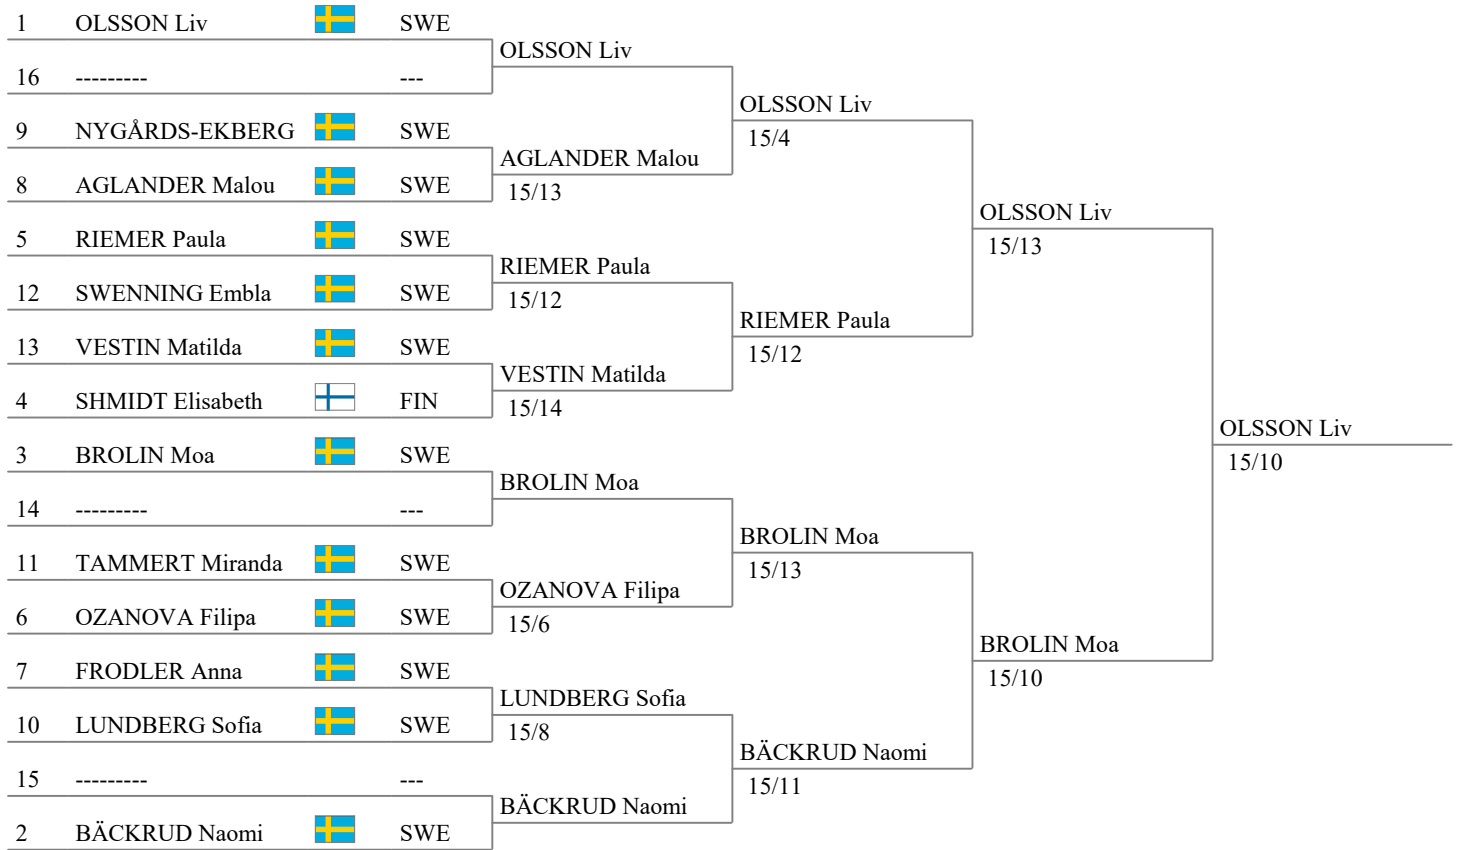 1 OLSSON Liv SWE
16 --------- ---
9 NYGÅRDS-EKBERG SWE
8 AGLANDER Malou SWE
5 RIEMER Paula SWE
12 SWENNING Embla SWE
13 VESTIN Matilda SWE
4 SHMIDT Elisabeth FIN
3 BROLIN Moa SWE
14 --------- ---
11 TAMMERT Miranda SWE
6 OZANOVA Filipa SWE
7 FRODLER Anna SWE
10 LUNDBERG Sofia SWE
15 --------- ---
2 BÄCKRUD Naomi SWE
OLSSON Liv
AGLANDER Malou
15/13
RIEMER Paula
15/12
VESTIN Matilda
15/14
BROLIN Moa
OZANOVA Filipa
15/6
LUNDBERG Sofia
15/8
BÄCKRUD Naomi
OLSSON Liv
15/4
RIEMER Paula
15/12
BROLIN Moa
15/13
BÄCKRUD Naomi
15/11
OLSSON Liv
15/13
BROLIN Moa
15/10
OLSSON Liv
15/10